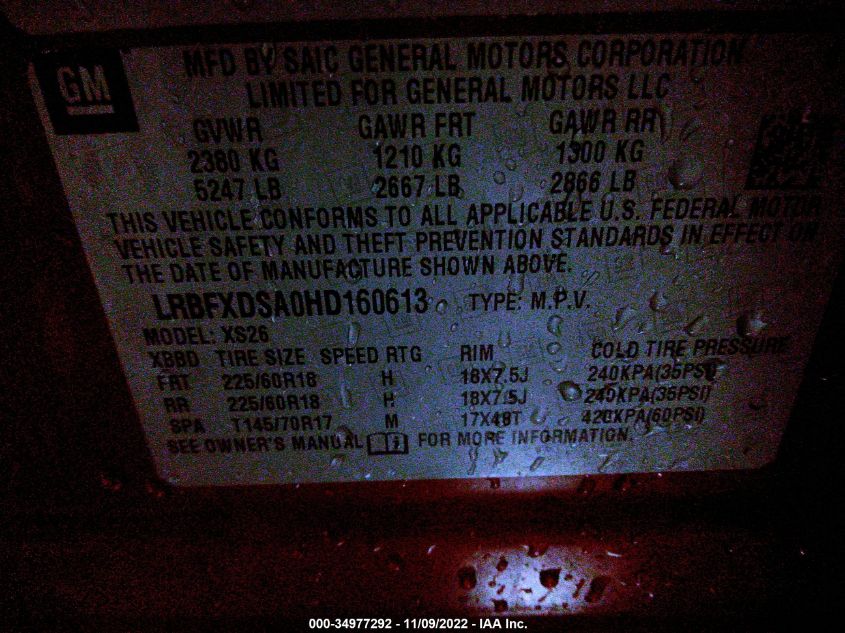 GM
MFD BY SAIC GENERAL MOTORS CORPORATION
LIMITED FOR GENERAL MOTORS LLC
GVWR GAWR FRT GAWR RR
2380 KG 1210 KG 1300 KG
5247 LB 2667 LB 2866 LB
THIS VEHICLE CONFORMS TO ALL APPLICABLE U.S. FEDERAL MOTOR
VEHICLE SAFETY AND THEFT PREVENTION STANDARDS IN EFFECT ON
THE DATE OF MANUFACTURE SHOWN ABOVE.
LRBFXDSA0HD160613 TYPE: M.P.V.
MODEL: XS26
XBBD TIRE SIZE SPEED RTG RIM COLD TIRE PRESSURE
FRT 225/60R18 H 18X7.5J 240KPA(35PSI)
RR 225/60R18 H 18X7.5J 240KPA(35PSI)
SPA T145/70R17 M 17X4BT 420KPA(60PSI)
SEE OWNER'S MANUAL FOR MORE INFORMATION.
000-34977292 - 11/09/2022 - IAA Inc.